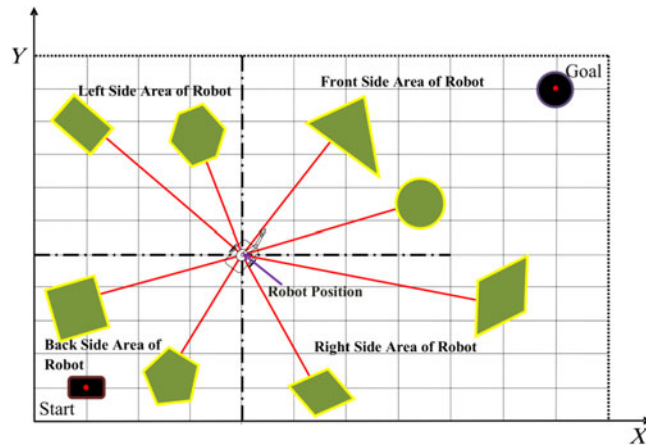 Y
Goal
Front Side Area of Robot
Left Side Area of Robot
Robot Position
Back Side Area of
Robot
Right Side Area of Robot
Start
X